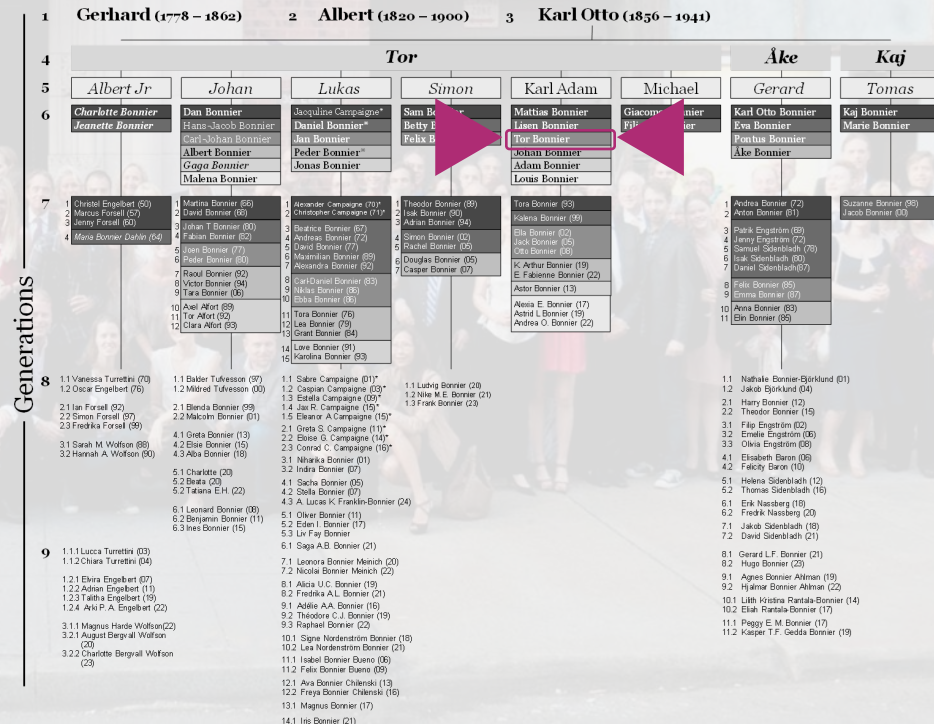 1 Gerhard (1778 – 1862) 2 Albert (1820 – 1900) 3 Karl Otto (1856 – 1941)
4 Tor Åke Kaj
5 Albert Jr Johan Lukas Simon Karl Adam Michael Gerard Tomas
6
Charlotte Bonnier
Jeanette Bonnier
Dan Bonnier
Hans-Jacob Bonnier
Carl-Johan Bonnier
Albert Bonnier
Gaga Bonnier
Malena Bonnier
Jacquline Campaigne*
Daniel Bonnier*
Jan Bonnier
Peder Bonnier*
Jonas Bonnier
Sam
Betty
Felix
Mattias Bonnier
Lisen Bonnier
Tor Bonnier
Johan Bonnier
Adam Bonnier
Louis Bonnier
Karl Otto Bonnier
Eva Bonnier
Pontus Bonnier
Åke Bonnier
Kaj Bonnier
Marie Bonnier
Generations
7
1 Christel Engelbert (50)
2 Marcus Forsell (57)
3 Jenny Forsell (60)
4 Maria Bonnier Dahlin (64)
1 Martina Bonnier (66)
2 David Bonnier (68)
3 Johan T Bonnier (80)
4 Fabian Bonnier (82)
5 Joen Bonnier (77)
6 Peder Bonnier (80)
7 Raoul Bonnier (92)
8 Victor Bonnier (94)
9 Tara Bonnier (06)
10 Axel Alfort (89)
11 Tor Alfort (92)
12 Clara Alfort (93)
1 Alexander Campaigne (70)*
2 Christopher Campaigne (71)*
3 Beatrice Bonnier (67)
4 Andreas Bonnier (72)
5 David Bonnier (77)
6 Maximilian Bonnier (89)
7 Alexandra Bonnier (92)
8 Carl-Daniel Bonnier (83)
9 Niklas Bonnier (86)
10 Ebba Bonnier (86)
11 Tora Bonnier (76)
12 Lea Bonnier (79)
13 Grant Bonnier (84)
14 Love Bonnier (91)
15 Karolina Bonnier (93)
1 Theodor Bonnier (89)
2 Isak Bonnier (90)
3 Adrian Bonnier (94)
4 Simon Bonnier (02)
5 Rachel Bonnier (05)
6 Douglas Bonnier (05)
7 Casper Bonnier (07)
Tora Bonnier (93)
Kalena Bonnier (99)
Ella Bonnier (02)
Jack Bonnier (05)
Otto Bonnier (08)
K. Arthur Bonnier (19)
E. Fabienne Bonnier (22)
Astor Bonnier (13)
Alexia E. Bonnier (17)
Astrid L Bonnier (19)
Andrea O. Bonnier (22)
1 Andrea Bonnier (72)
2 Anton Bonnier (81)
3 Patrik Engström (69)
4 Jenny Engström (72)
5 Samuel Sidenbladh (78)
6 Isak Sidenbladh (80)
7 Daniel Sidenbladh(87)
8 Felix Bonnier (85)
9 Emma Bonnier (87)
10 Anna Bonnier (83)
11 Elin Bonnier (85)
Suzanne Bonnier (98)
Jacob Bonnier (00)
8
1.1 Vanessa Turrettini (70)
1.2 Oscar Engelbert (76)
2.1 Ian Forsell (92)
2.2 Simon Forsell (97)
2.3 Fredrika Forsell (99)
3.1 Sarah M. Wolfson (88)
3.2 Hannah A. Wolfson (90)
1.1 Balder Tufvesson (97)
1.2 Mildred Tufvesson (00)
2.1 Blenda Bonnier (99)
2.2 Malcolm Bonnier (01)
4.1 Greta Bonnier (13)
4.2 Elsie Bonnier (15)
4.3 Alba Bonnier (18)
5.1 Charlotte (20)
5.2 Beata (20)
5.2 Tatiana E.H. (22)
6.1 Leonard Bonnier (08)
6.2 Benjamin Bonnier (11)
6.3 Ines Bonnier (15)
1.1 Sabre Campaigne (01)*
1.2 Caspian Campaigne (03)*
1.3 Estella Campaigne (09)*
1.4 Jax R. Campaigne (15)*
1.5 Eleanor A Campaigne (15)*
2.1 Greta S. Campaigne (11)*
2.2 Eloise G. Campaigne (14)*
2.3 Conrad C. Campaigne (16)*
3.1 Niharika Bonnier (01)
3.2 Indira Bonnier (07)
4.1 Sacha Bonnier (05)
4.2 Stella Bonnier (07)
4.3 A. Lucas K Franklin-Bonnier (24)
5.1 Oliver Bonnier (11)
5.2 Eden I. Bonnier (17)
5.3 Liv Fay Bonnier
6.1 Saga A.B. Bonnier (21)
7.1 Leonora Bonnier Meinich (20)
7.2 Nicolai Bonnier Meinich (22)
8.1 Alicia U.C. Bonnier (19)
8.2 Fredrika A.L. Bonnier (21)
9.1 Adélie A.A. Bonnier (16)
9.2 Théodore C.J. Bonnier (19)
9.3 Raphael Bonnier (22)
10.1 Signe Nordenström Bonnier (18)
10.2 Lea Nordenström Bonnier (21)
11.1 Isabel Bonnier Bueno (06)
11.2 Felix Bonnier Bueno (09)
12.1 Ava Bonnier Chilenski (13)
12.2 Freya Bonnier Chilenski (16)
13.1 Magnus Bonnier (17)
14.1 Iris Bonnier (21)
1.1 Ludvig Bonnier (20)
1.2 Nike M.E. Bonnier (21)
1.3 Frank Bonnier (23)
1.1 Nathalie Bonnier-Björklund (01)
1.2 Jakob Björklund (04)
2.1 Harry Bonnier (12)
2.2 Theodor Bonnier (15)
3.1 Filip Engström (02)
3.2 Emelie Engström (06)
3.3 Olvia Engström (08)
4.1 Elisabeth Baron (06)
4.2 Felicity Baron (10)
5.1 Helena Sidenbladh (12)
5.2 Thomas Sidenbladh (16)
6.1 Erik Nassberg (18)
6.2 Fredrik Nassberg (20)
7.1 Jakob Sidenbladh (18)
7.2 David Sidenbladh (21)
8.1 Gerard L.F. Bonnier (21)
8.2 Hugo Bonnier (23)
9.1 Agnes Bonnier Ahlman (19)
9.2 Hjalmar Bonnier Ahlman (22)
10.1 Lilith Kristina Rantala-Bonnier (14)
10.2 Eliah Rantala-Bonnier (17)
11.1 Peggy E. M. Bonnier (17)
11.2 Kasper T.F. Gedda Bonnier (19)
9
1.1.1 Lucca Turrettini (03)
1.1.2 Chiara Turrettini (04)
1.2.1 Elvira Engelbert (07)
1.2.2 Adrian Engelbert (11)
1.2.3 Talitha Engelbert (19)
1.2.4 Arki P. A. Engelbert (22)
3.1.1 Magnus Harde Wolfson(22)
3.2.1 August Bergvall Wolfson
(20)
3.2.2 Charlotte Bergvall Wolfson
(23)